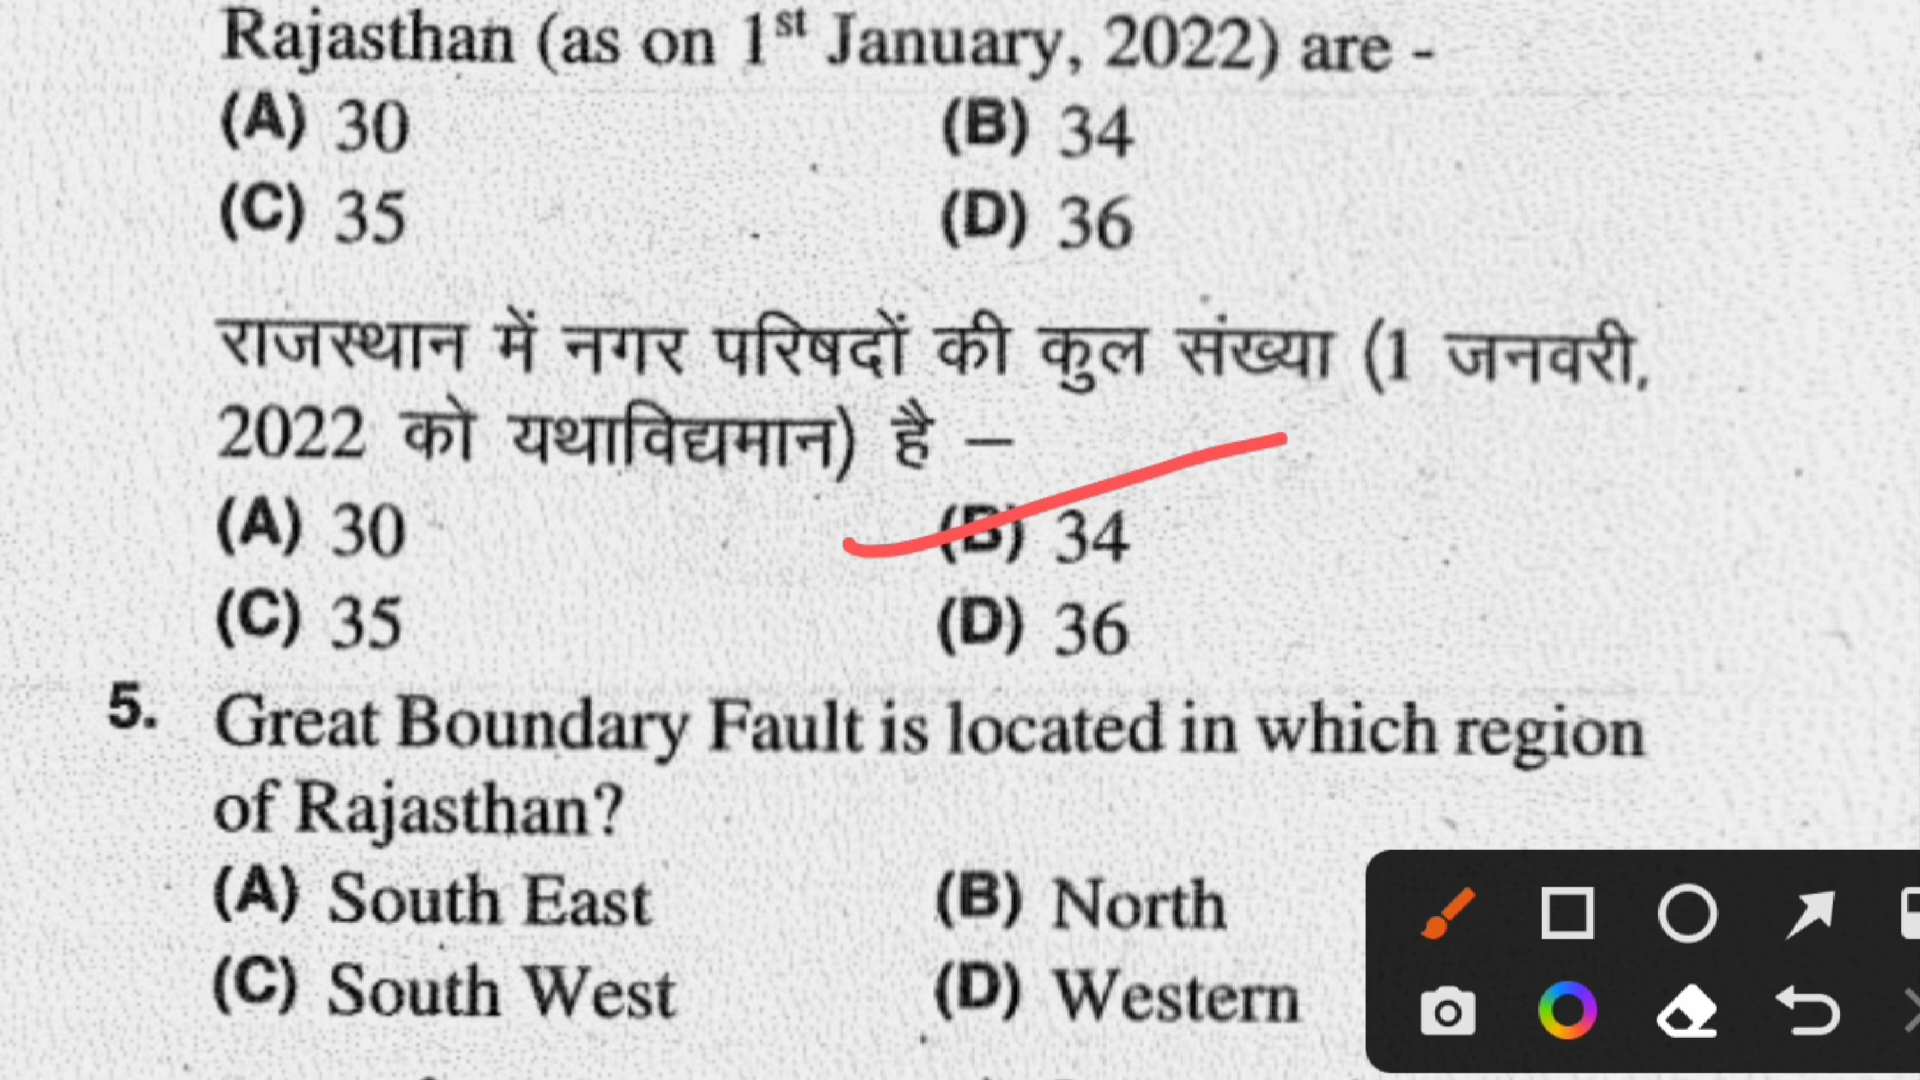 Rajasthan (as on 1st January, 2022) are -
(A) 30 (B) 34
(C) 35 (D) 36
राजस्थान में नगर परिषदों की कुल संख्या (1 जनवरी,
2022 को यथाविद्यमान) है –
(A) 30 (B) 34
(C) 35 (D) 36
5. Great Boundary Fault is located in which region
of Rajasthan?
(A) South East (B) North
(C) South West (D) Western